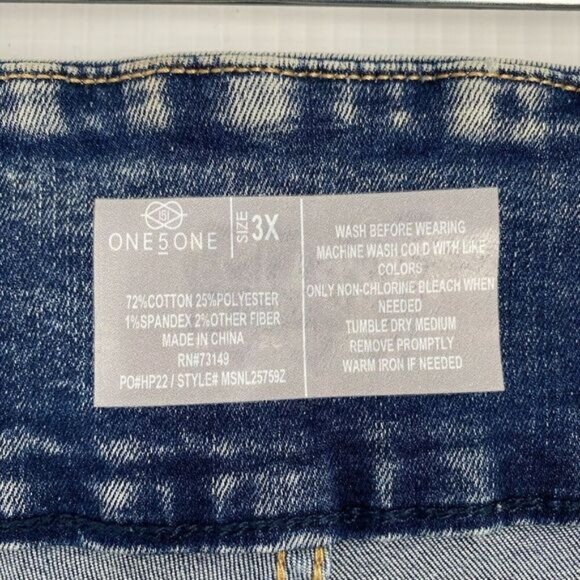 151
ONE5ONE
SIZE 3X
72%COTTON 25%POLYESTER
1%SPANDEX 2%OTHER FIBER
MADE IN CHINA
RN#73149
PO#HP22 / STYLE# MSNL25759Z
WASH BEFORE WEARING
MACHINE WASH COLD WITH LIKE
COLORS
ONLY NON-CHLORINE BLEACH WHEN
NEEDED
TUMBLE DRY MEDIUM
REMOVE PROMPTLY
WARM IRON IF NEEDED